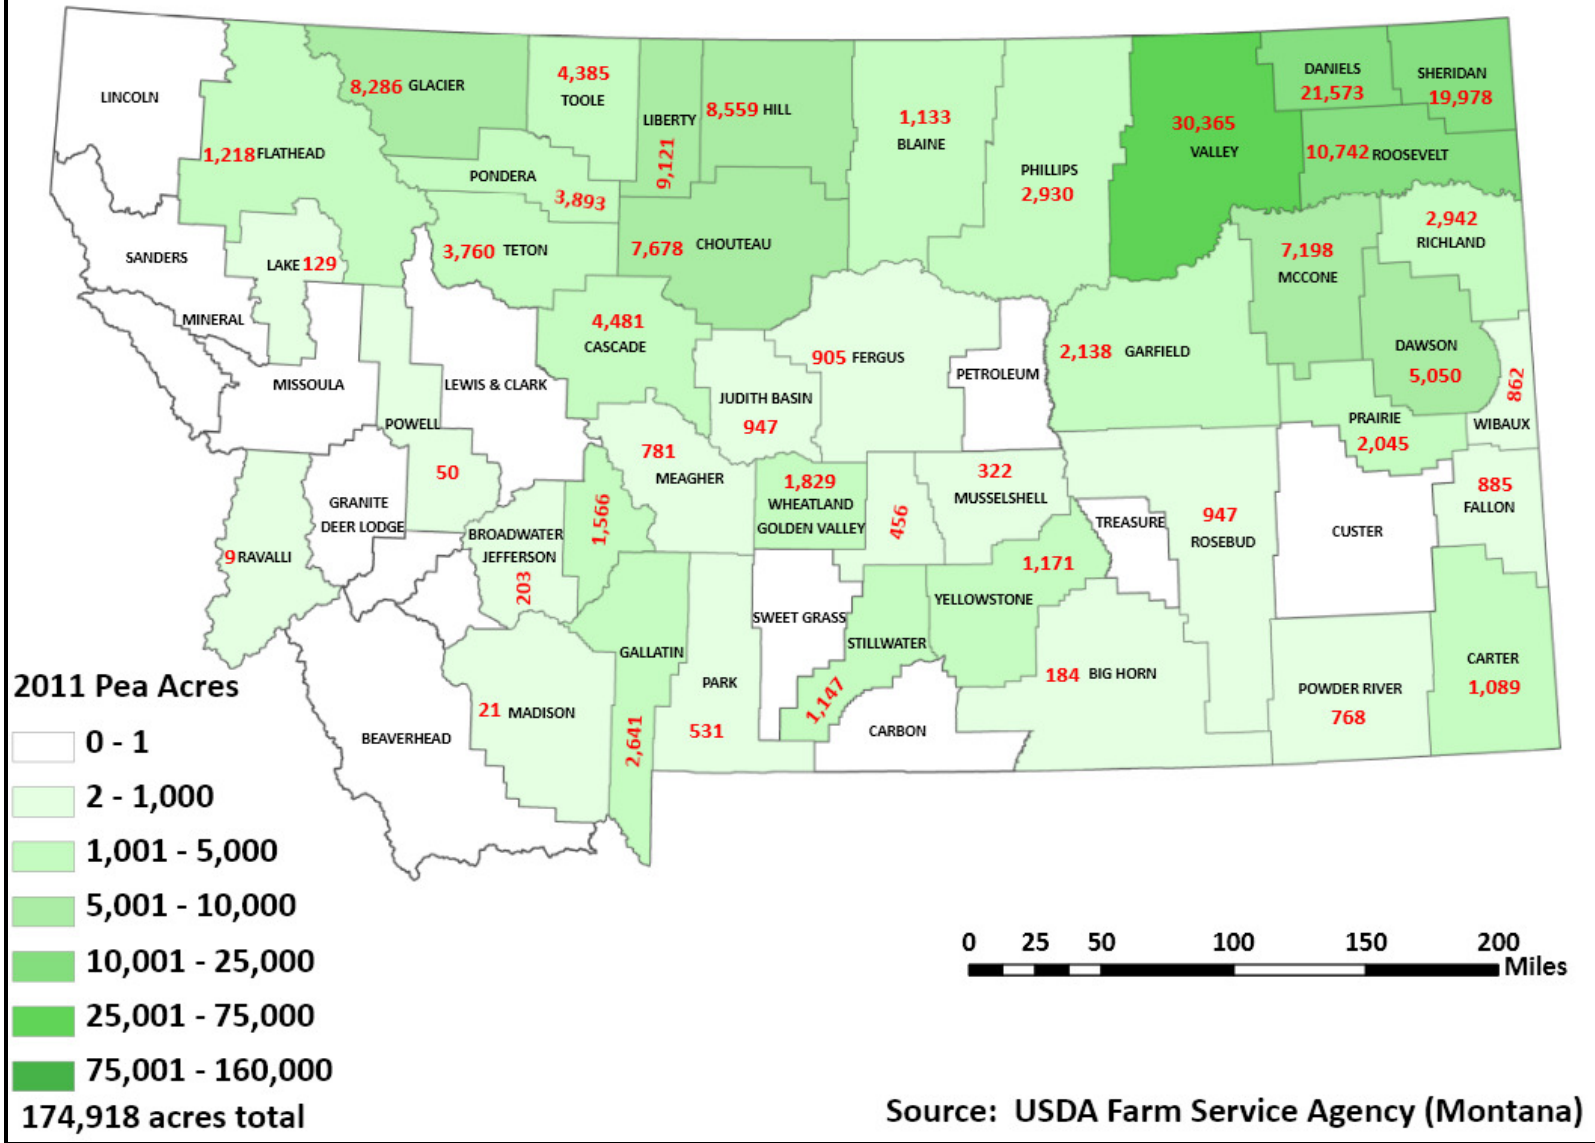 LINCOLN
8,286 GLACIER
4,385
TOOLE
LIBERTY
9,121
8,559 HILL
1,133
BLAINE
PHILLIPS
2,930
30,365
VALLEY
DANIELS
21,573
SHERIDAN
19,978
10,742 ROOSEVELT
1,218 FLATHEAD
PONDERA
3,893
SANDERS
LAKE 129
3,760 TETON
7,678 CHOUTEAU
7,198
MCCONE
2,942
RICHLAND
MINERAL
MISSOULA
LEWIS & CLARK
4,481
CASCADE
905 FERGUS
PETROLEUM
2,138 GARFIELD
DAWSON
5,050
862
WIBAUX
JUDITH BASIN
947
PRAIRIE
2,045
POWELL
50
781
MEAGHER
1,829
WHEATLAND
GOLDEN VALLEY
456
322
MUSSELSHELL
TREASURE
947
ROSEBUD
CUSTER
885
FALLON
GRANITE
DEER LODGE
BROADWATER
JEFFERSON
203
1,566
9 RAVALLI
1,171
YELLOWSTONE
SWEET GRASS
STILLWATER
1,147
GALLATIN
2,641
PARK
531
184 BIG HORN
POWDER RIVER
768
CARTER
1,089
21 MADISON
BEAVERHEAD
CARBON
2011 Pea Acres
0 - 1
2 - 1,000
1,001 - 5,000
5,001 - 10,000
10,001 - 25,000
25,001 - 75,000
75,001 - 160,000
174,918 acres total
0 25 50 100 150 200
Miles
Source: USDA Farm Service Agency (Montana)